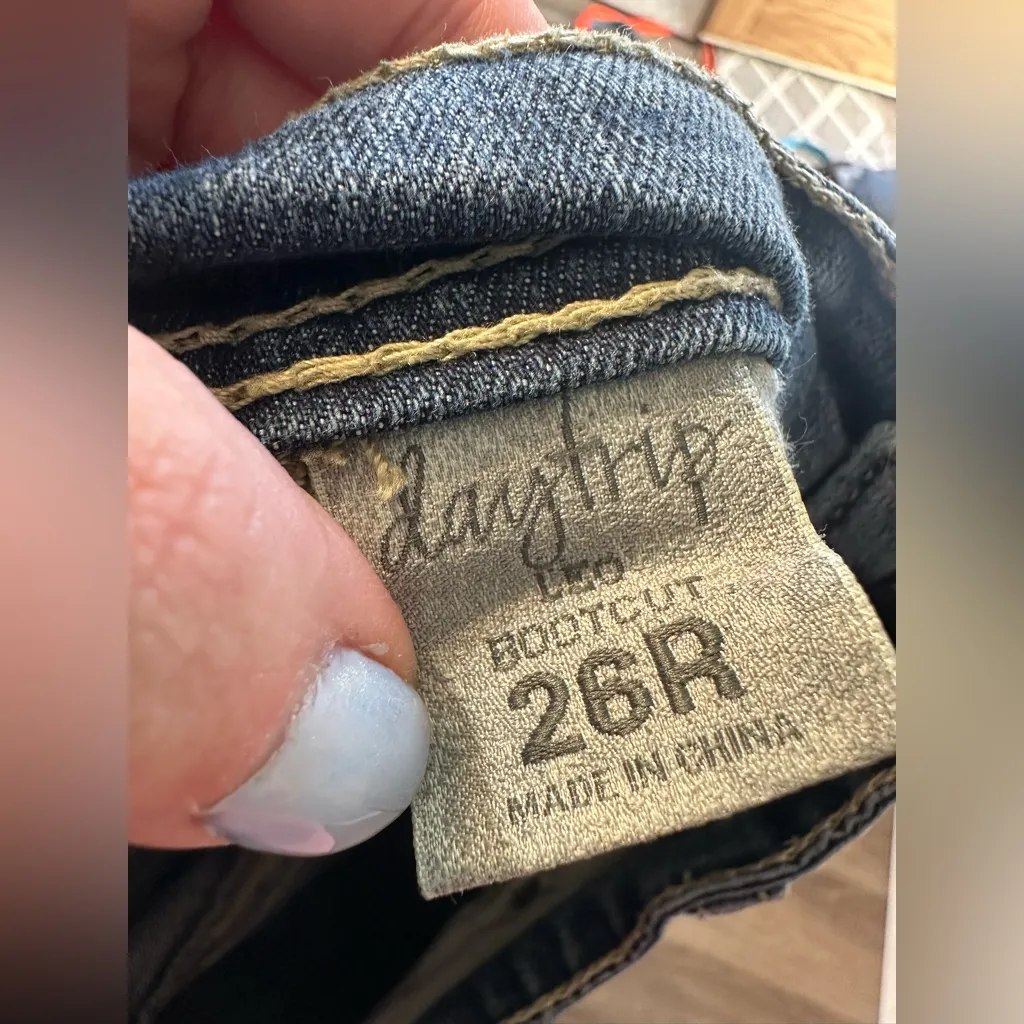 daytrip
LEO
BOOTCUT
26R
MADE IN CHINA